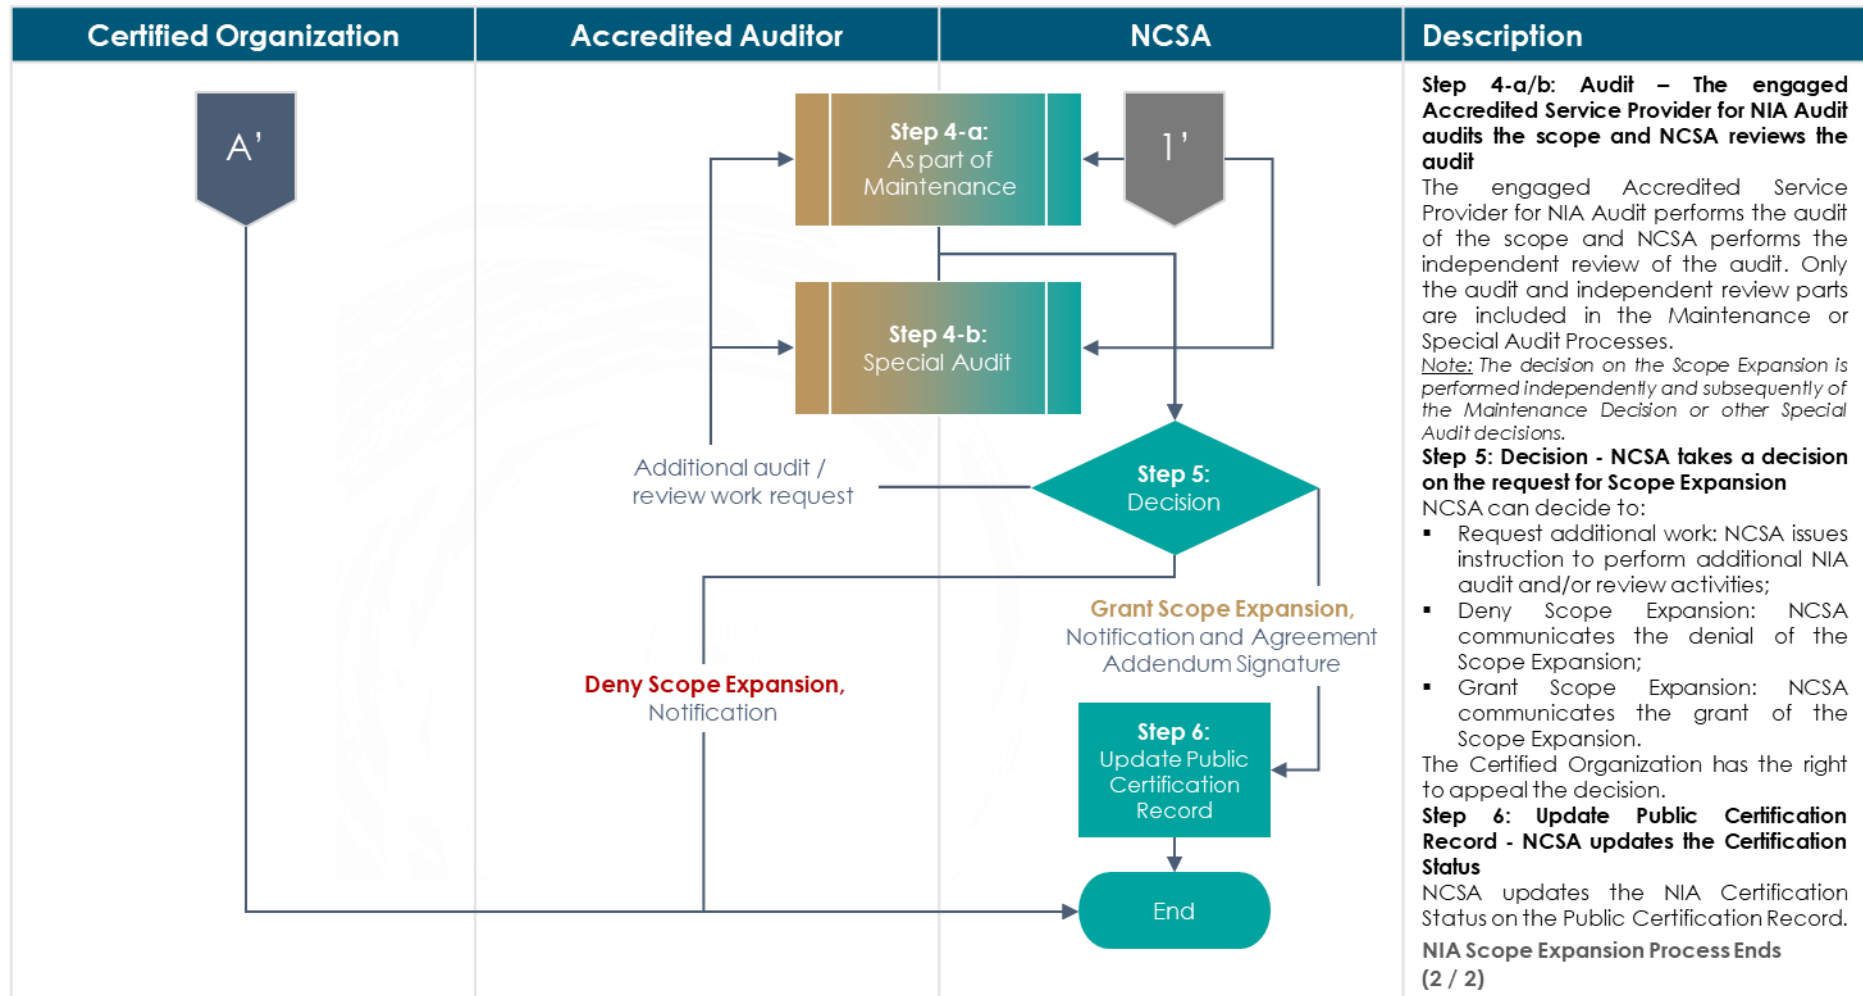 Certified Organization
Accredited Auditor
NCSA
Description
A’
1’
Step 4-a:
As part of
Maintenance
Step 4-b:
Special Audit
Additional audit /
review work request
Step 5:
Decision
Grant Scope Expansion,
Notification and Agreement
Addendum Signature
Deny Scope Expansion,
Notification
Step 6:
Update Public
Certification
Record
End
Step 4-a/b: Audit – The engaged
Accredited Service Provider for NIA Audit
audits the scope and NCSA reviews the
audit
The engaged Accredited Service
Provider for NIA Audit performs the audit
of the scope and NCSA performs the
independent review of the audit. Only
the audit and independent review parts
are included in the Maintenance or
Special Audit Processes.
Note: The decision on the Scope Expansion is
performed independently and subsequently of
the Maintenance Decision or other Special
Audit decisions.
Step 5: Decision - NCSA takes a decision
on the request for Scope Expansion
NCSA can decide to:
▪ Request additional work: NCSA issues
instruction to perform additional NIA
audit and/or review activities;
▪ Deny Scope Expansion: NCSA
communicates the denial of the
Scope Expansion;
▪ Grant Scope Expansion: NCSA
communicates the grant of the
Scope Expansion.
The Certified Organization has the right
to appeal the decision.
Step 6: Update Public Certification
Record - NCSA updates the Certification
Status
NCSA updates the NIA Certification
Status on the Public Certification Record.
NIA Scope Expansion Process Ends
(2 / 2)